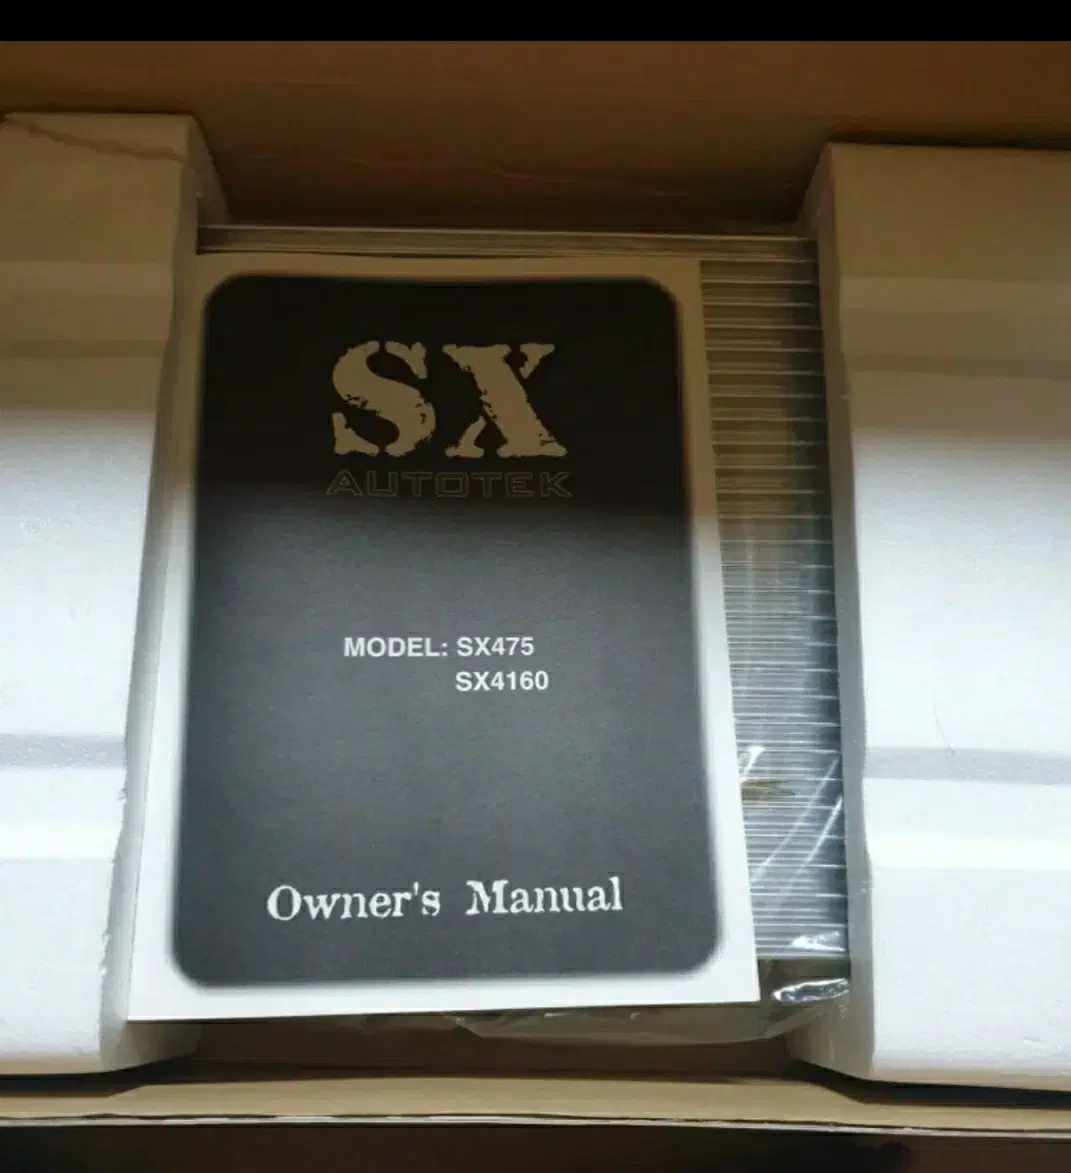 SX
AUTOTEK
MODEL: SX475
SX4160
Owner's Manual